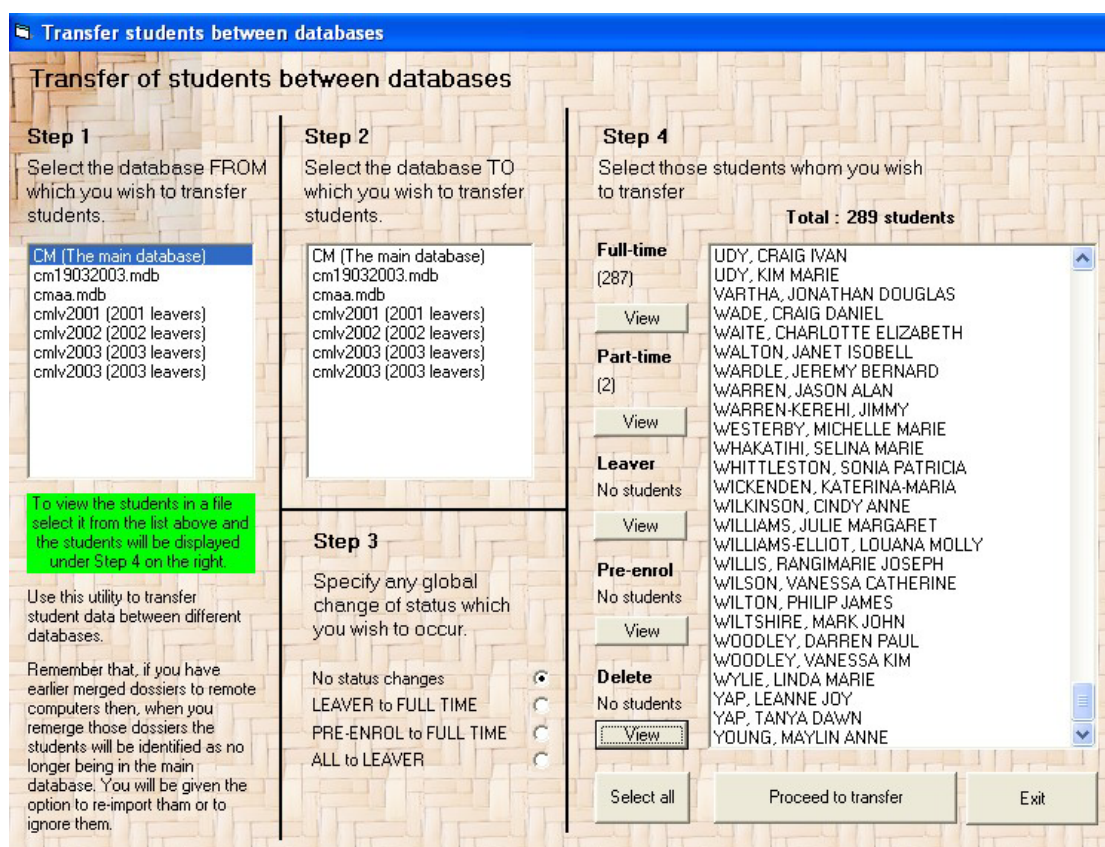 Transfer students between databases
Transfer of students between databases
Step 1
Select the database FROM
which you wish to transfer
students.
CM (The main database)
cm19032003.mdb
cmaa.mdb
cmlv2001 (2001 leavers)
cmlv2002 (2002 leavers)
cmlv2003 (2003 leavers)
cmlv2003 (2003 leavers)
To view the students in a file
select it from the list above and
the students will be displayed
under Step 4 on the right.
Use this utility to transfer
student data between different
databases.
Remember that, if you have
earlier merged dossiers to remote
computers then, when you
remerge those dossiers the
students will be identified as no
longer being in the main
database. You will be given the
option to re-import tham or to
ignore them.
Step 2
Select the database TO
which you wish to transfer
students.
CM (The main database)
cm19032003.mdb
cmaa.mdb
cmlv2001 (2001 leavers)
cmlv2002 (2002 leavers)
cmlv2003 (2003 leavers)
cmlv2003 (2003 leavers)
Step 3
Specify any global
change of status which
you wish to occur.
No status changes
LEAVER to FULL TIME
PRE-ENROL to FULL TIME
ALL to LEAVER
Step 4
Select those students whom you wish
to transfer
Total : 289 students
Full-time
(287)
View
Part-time
(2)
View
Leaver
No students
View
Pre-enrol
No students
View
Delete
No students
View
UDY, CRAIG IVAN
UDY, KIM MARIE
VARTHA, JONATHAN DOUGLAS
WADE, CRAIG DANIEL
WAITE, CHARLOTTE ELIZABETH
WALTON, JANET ISOBELL
WARDLE, JEREMY BERNARD
WARREN, JASON ALAN
WARREN-KEREHI, JIMMY
WESTERBY, MICHELLE MARIE
WHAKATIHI, SELINA MARIE
WHITTLESTON, SONIA PATRICIA
WICKENDEN, KATERINA-MARIA
WILKINSON, CINDY ANNE
WILLIAMS, JULIE MARGARET
WILLIAMS-ELLIOT, LOUANA MOLLY
WILLIS, RANGIMARIE JOSEPH
WILSON, VANESSA CATHERINE
WILTON, PHILIP JAMES
WILTSHIRE, MARK JOHN
WOODLEY, DARREN PAUL
WOODLEY, VANESSA KIM
WYLIE, LINDA MARIE
YAP, LEANNE JOY
YAP, TANYA DAWN
YOUNG, MAYLIN ANNE
Select all
Proceed to transfer
Exit